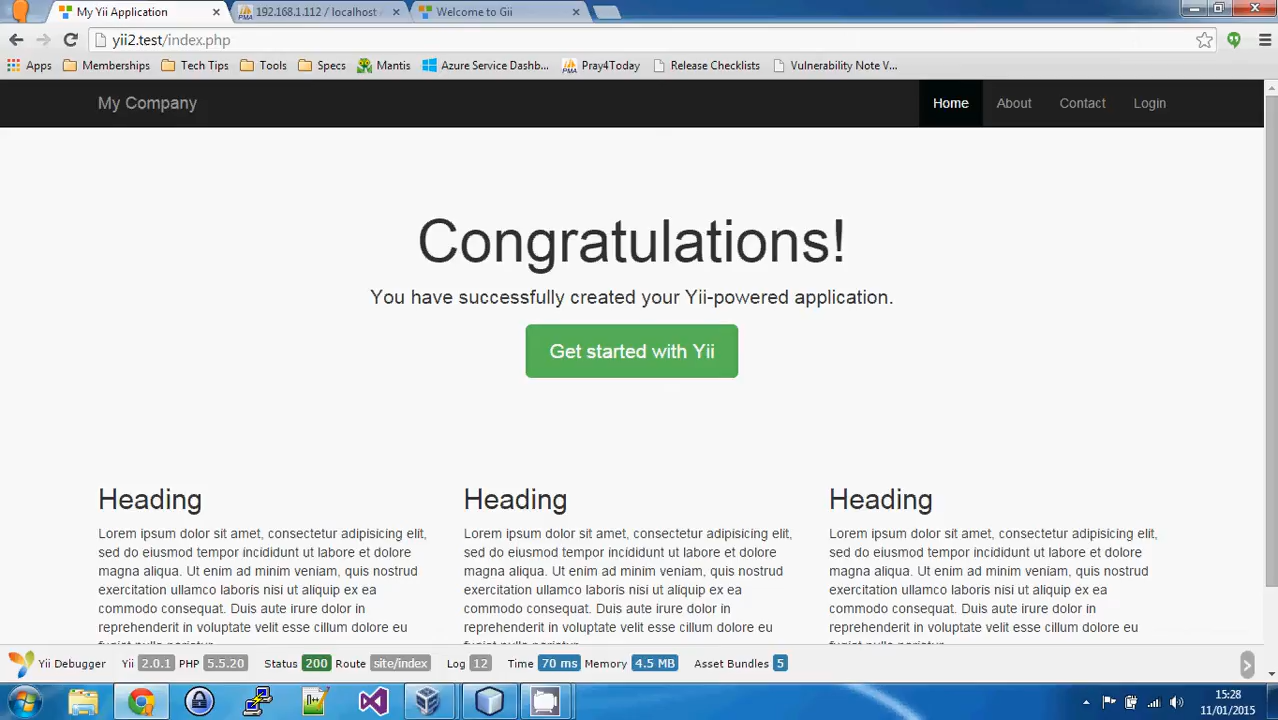 My Yii Application
192.168.1.112 / localhost
Welcome to Gii
yii2.test/index.php
Apps Memberships Tech Tips Tools Specs Mantis Azure Service Dashb... Pray4Today Release Checklists Vulnerability Note V...
My Company Home About Contact Login
Congratulations!
You have successfully created your Yii-powered application.
Get started with Yii
Heading
Lorem ipsum dolor sit amet, consectetur adipisicing elit,
sed do eiusmod tempor incididunt ut labore et dolore
magna aliqua. Ut enim ad minim veniam, quis nostrud
exercitation ullamco laboris nisi ut aliquip ex ea
commodo consequat. Duis aute irure dolor in
reprehenderit in voluptate velit esse cillum dolore eu
Heading
Lorem ipsum dolor sit amet, consectetur adipisicing elit,
sed do eiusmod tempor incididunt ut labore et dolore
magna aliqua. Ut enim ad minim veniam, quis nostrud
exercitation ullamco laboris nisi ut aliquip ex ea
commodo consequat. Duis aute irure dolor in
reprehenderit in voluptate velit esse cillum dolore eu
Heading
Lorem ipsum dolor sit amet, consectetur adipisicing elit,
sed do eiusmod tempor incididunt ut labore et dolore
magna aliqua. Ut enim ad minim veniam, quis nostrud
exercitation ullamco laboris nisi ut aliquip ex ea
commodo consequat. Duis aute irure dolor in
reprehenderit in voluptate velit esse cillum dolore eu
Yii Debugger Yii 2.0.1 PHP 5.5.20 Status 200 Route site/index Log 12 Time 70 ms Memory 4.5 MB Asset Bundles 5
15:28
11/01/2015